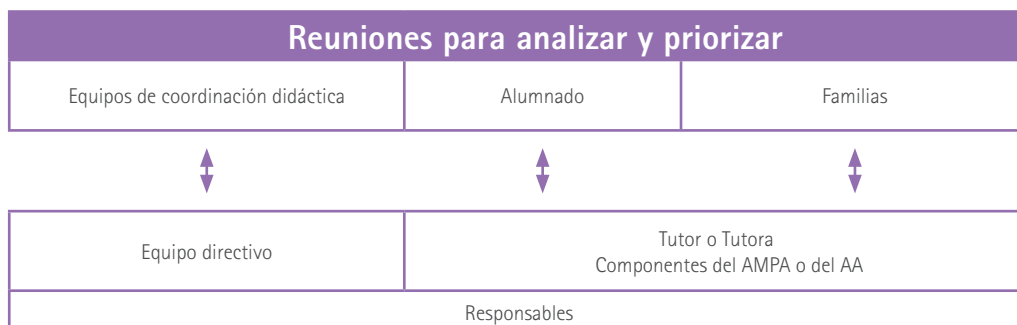 Reuniones para analizar y priorizar
Equipos de coordinación didáctica
Alumnado
Familias
Equipo directivo
Tutor o Tutora
Componentes del AMPA o del AA
Responsables